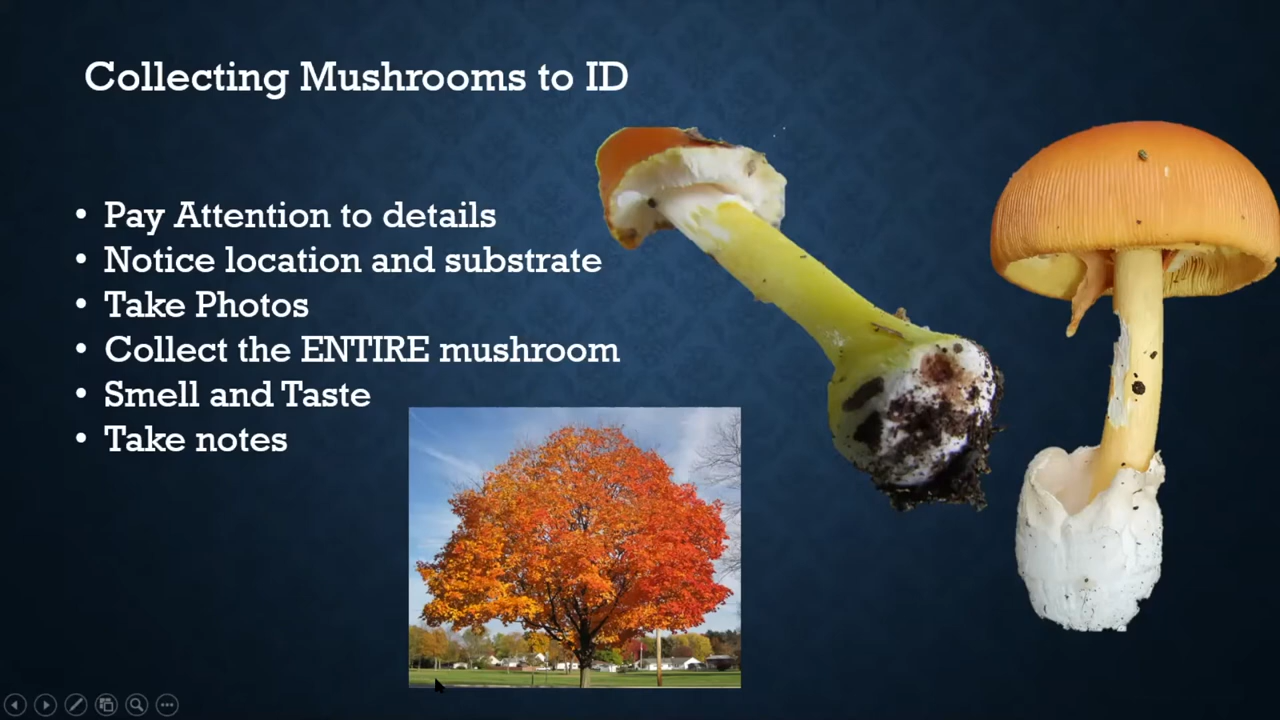 Collecting Mushrooms to ID
• Pay Attention to details
• Notice location and substrate
• Take Photos
• Collect the ENTIRE mushroom
• Smell and Taste
• Take notes